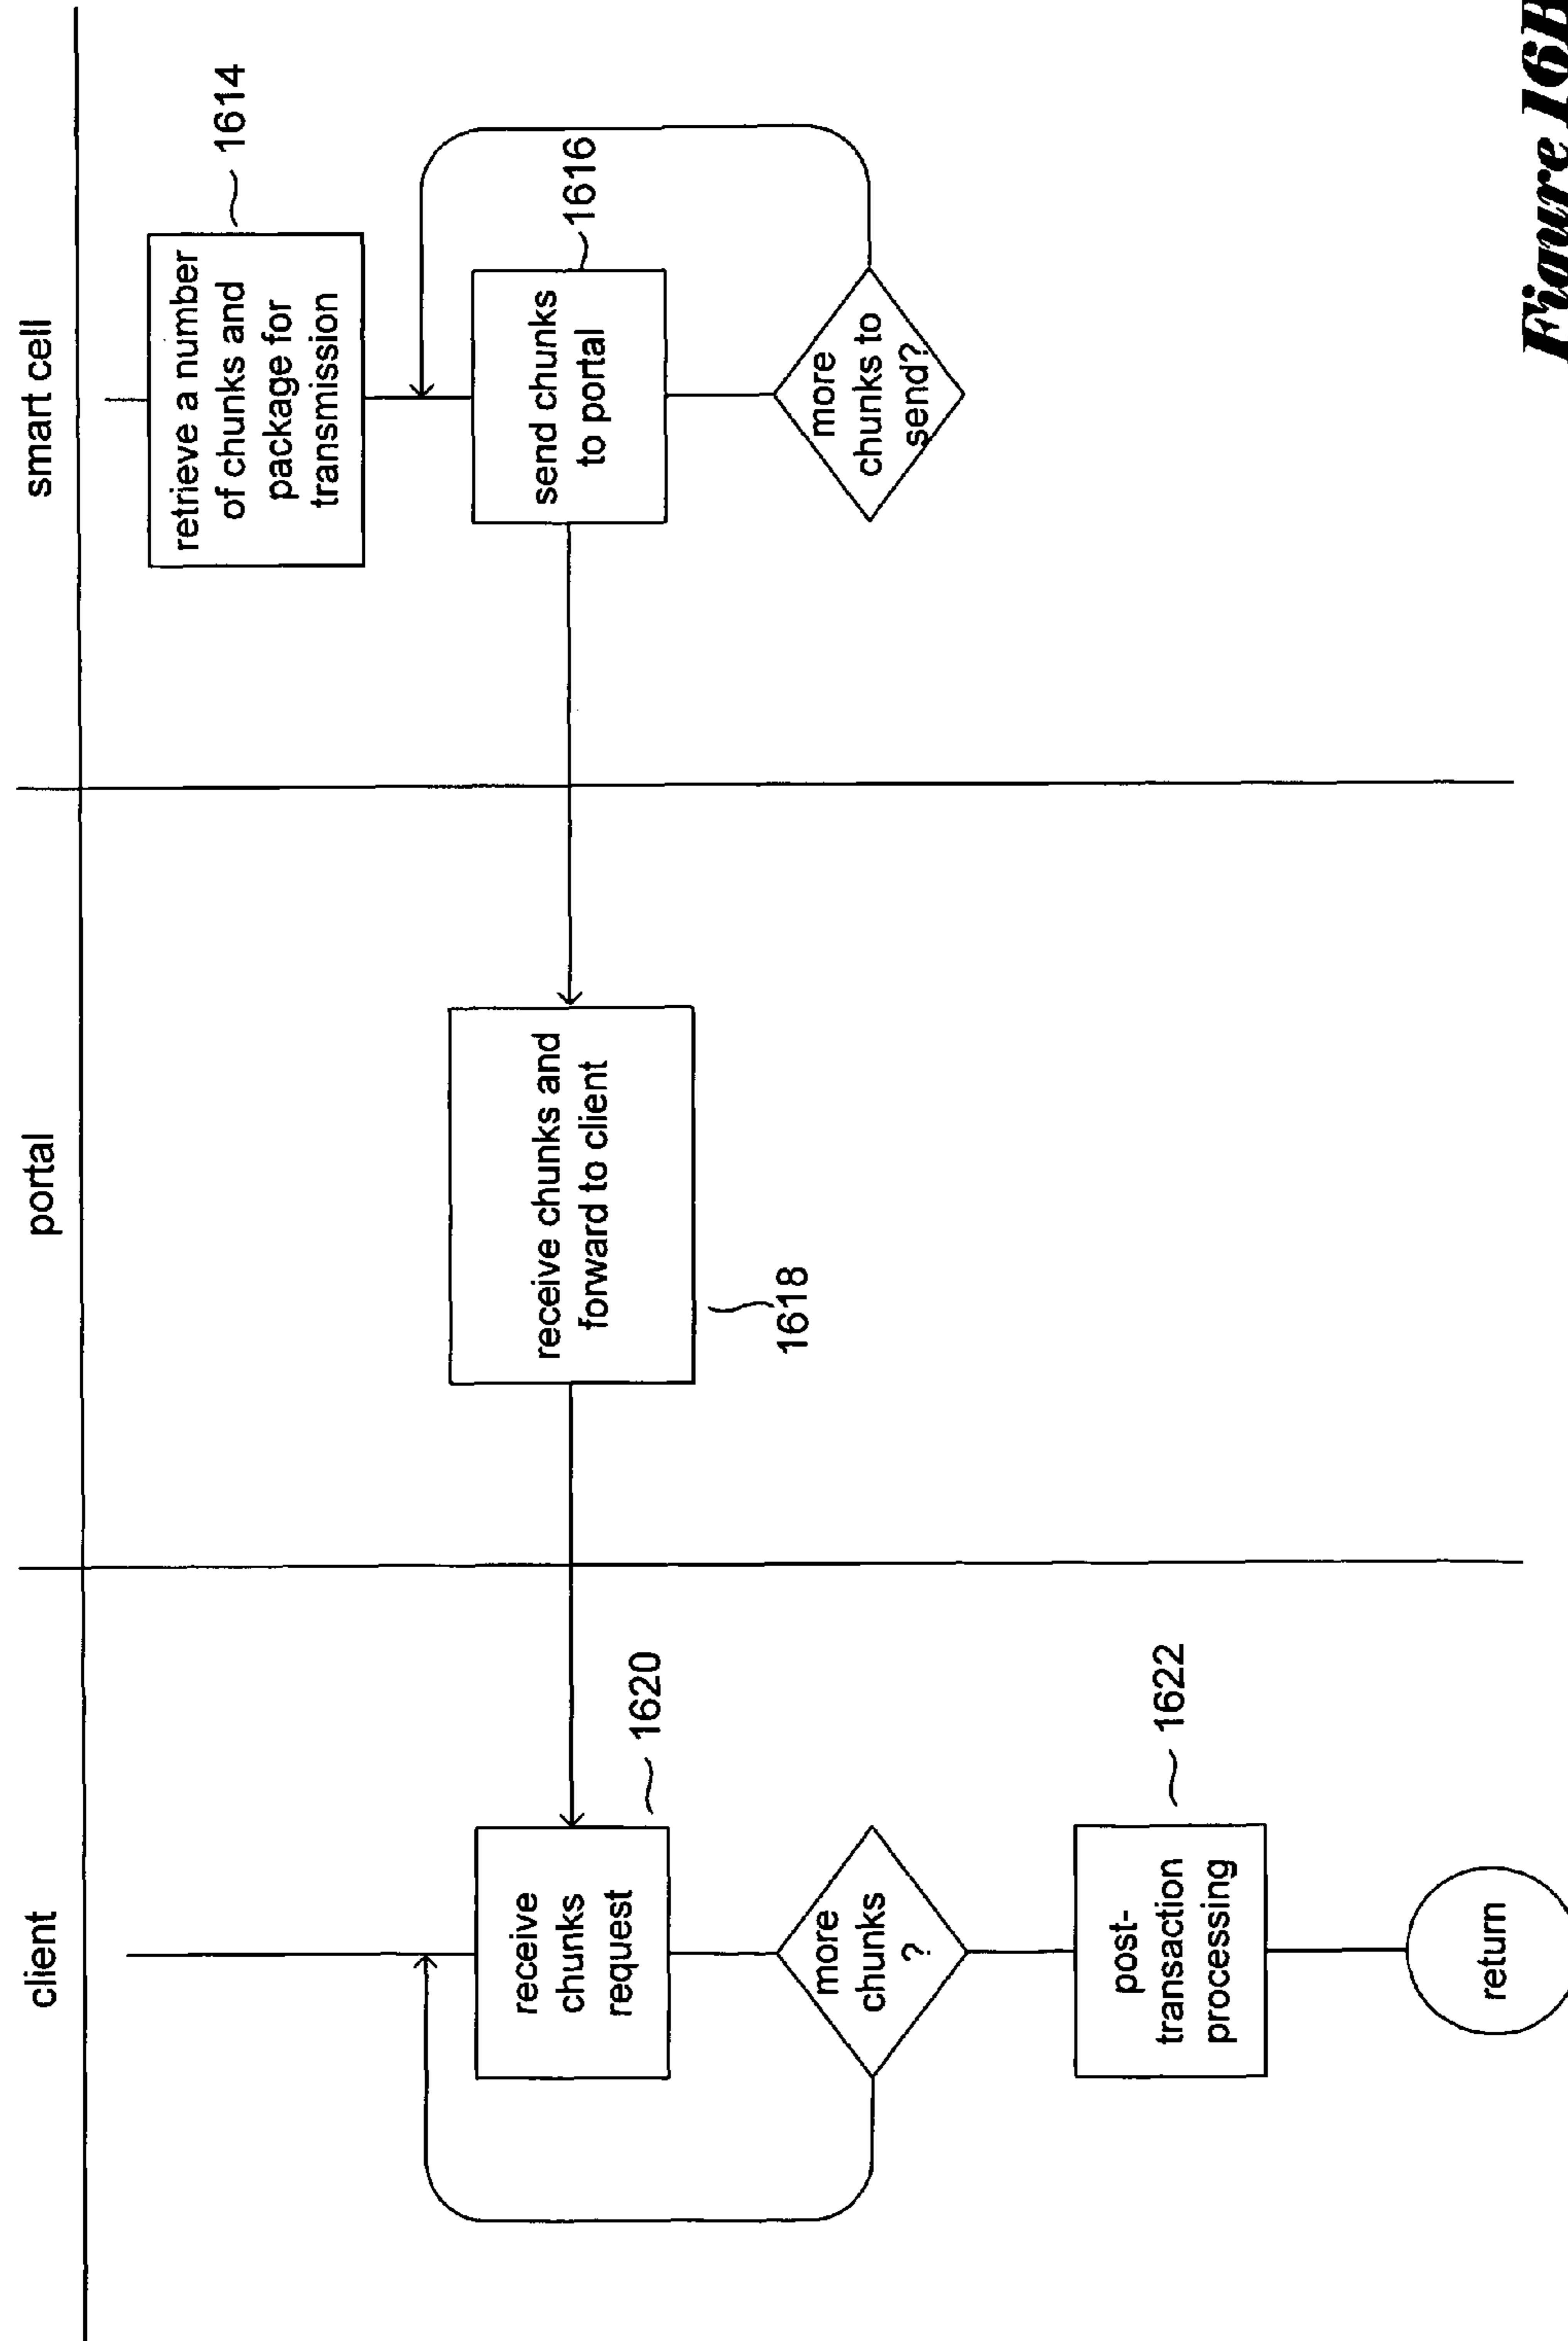 client
portal
smart cell
retrieve a number
of chunks and
package for
transmission
1614
receive
chunks
request
1620
receive chunks and
forward to client
1618
send chunks
to portal
1616
more
chunks
?
more
chunks to
send?
post-
transaction
processing
1622
return
Figure 16B